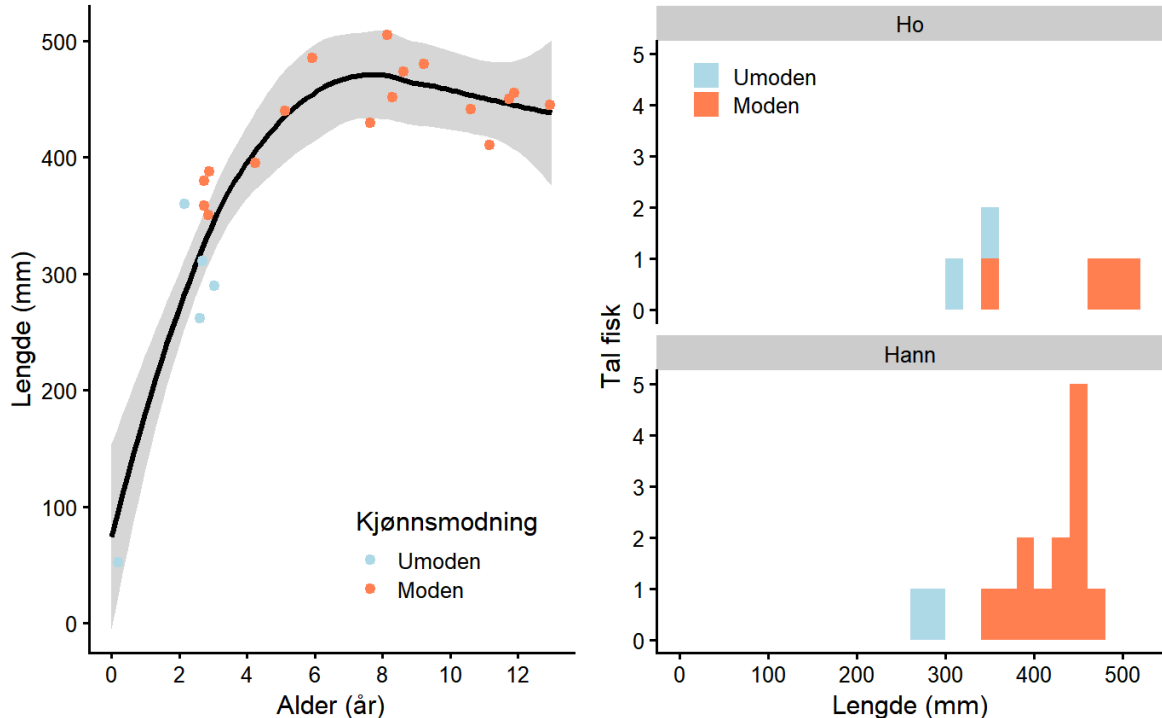 500
400
300
200
100
0
Lengde (mm)
0 2 4 6 8 10 12
Alder (år)
Kjønnsmodning
Umoden
Moden
Ho
5
4
3
2
1
0
Umoden
Moden
Tal fisk
Hann
5
4
3
2
1
0
0 100 200 300 400 500
Lengde (mm)